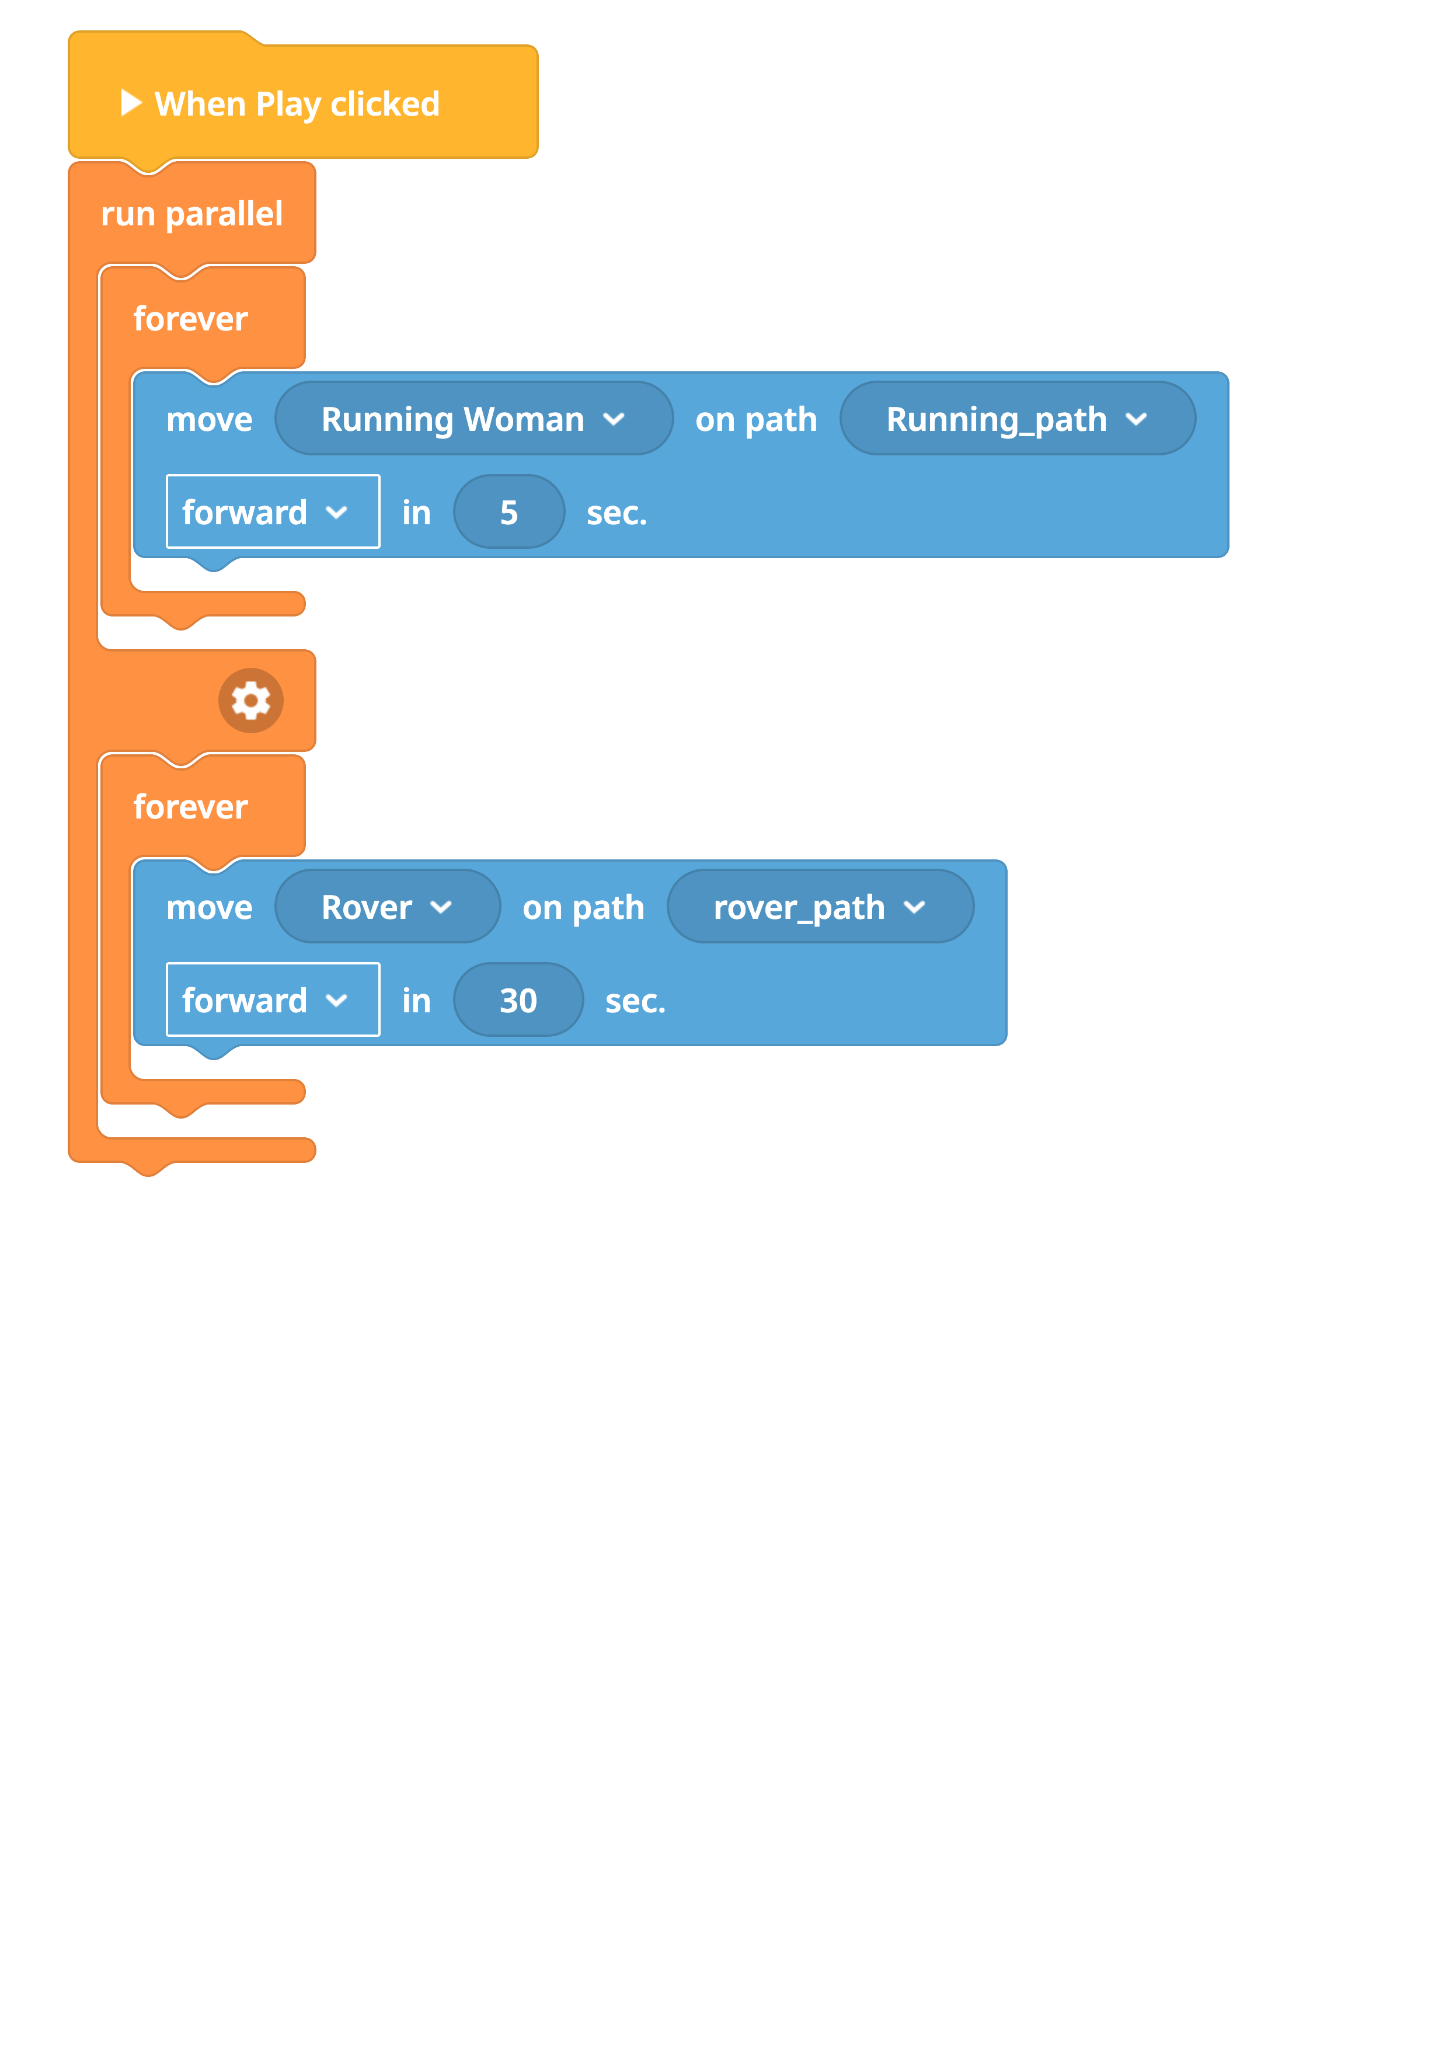 When Play clicked
run parallel
forever
move Running Woman on path Running_path
forward in 5 sec.
forever
move Rover on path rover_path
forward in 30 sec.